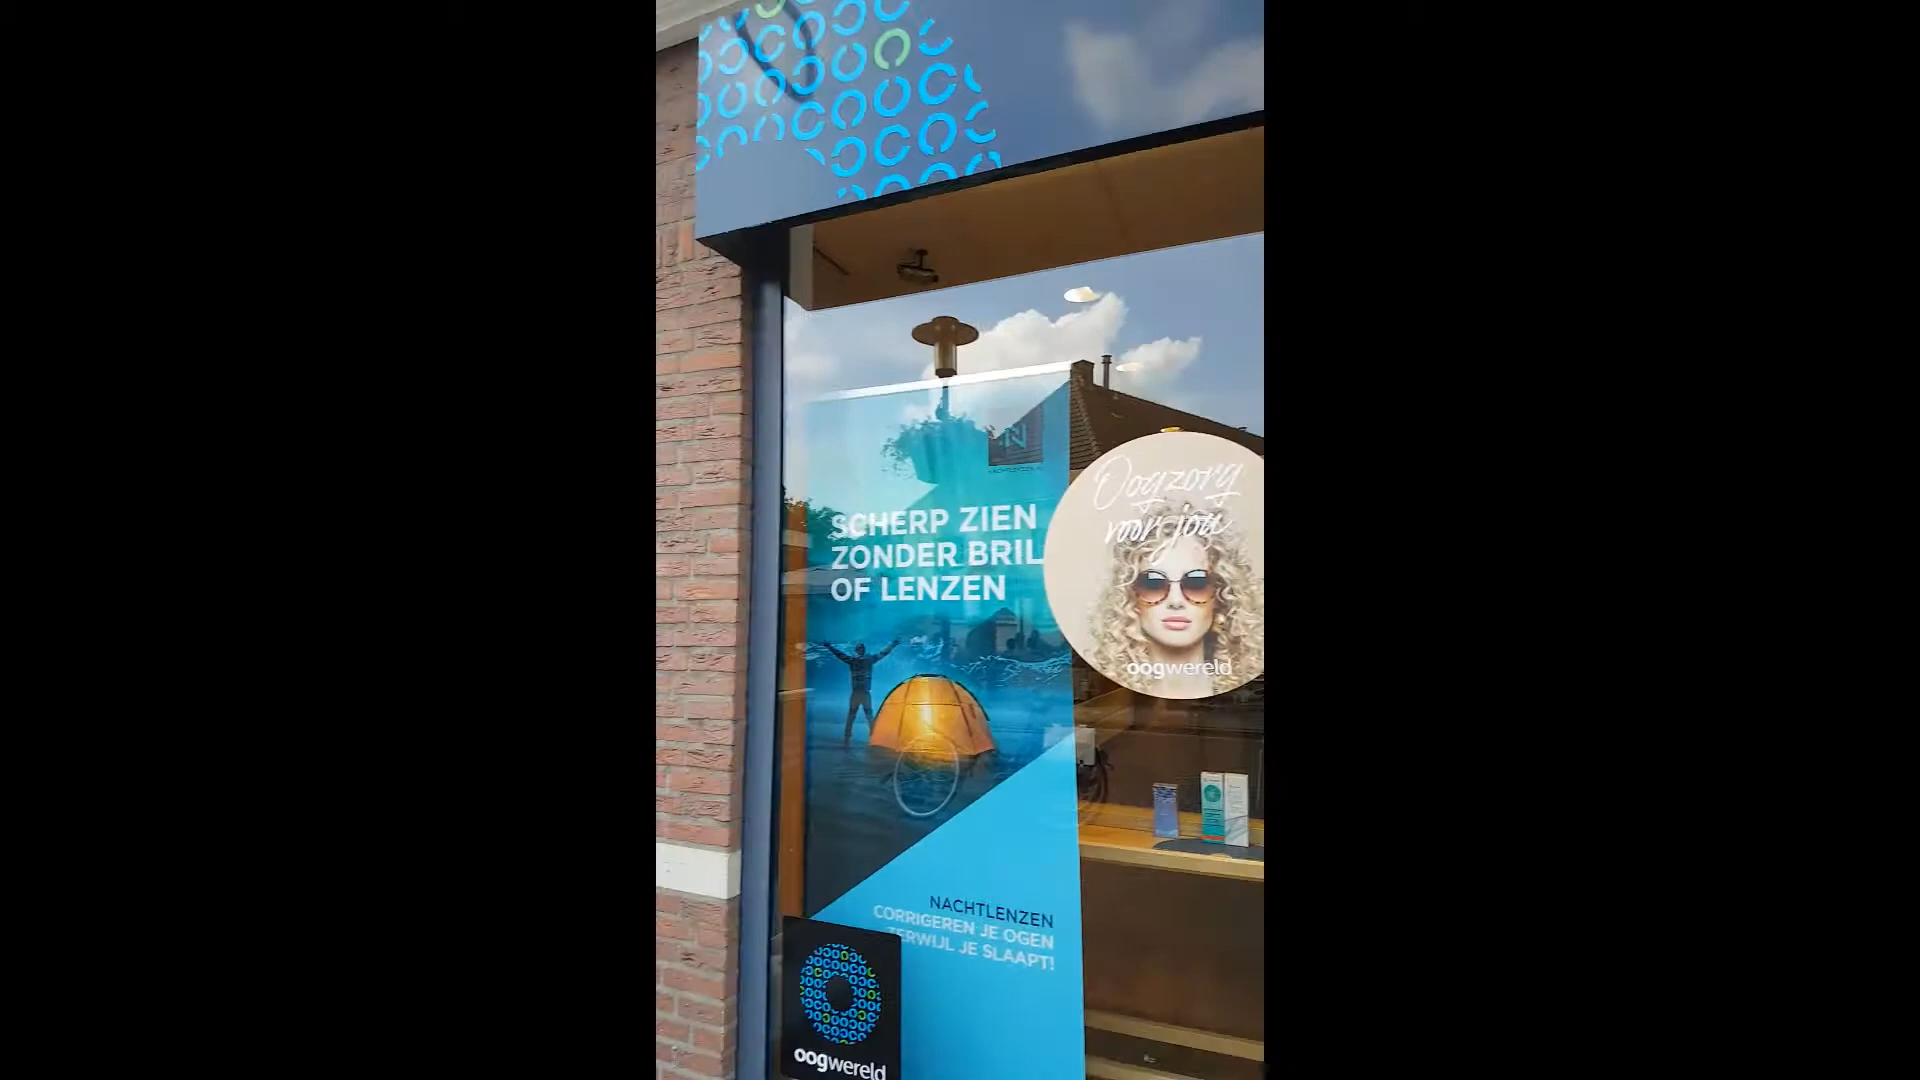 SCHERP ZIEN
ZONDER BRIL
OF LENZEN
Oogzorg
voor jou
oogwereld
NACHTLENZEN
CORRIGEREN JE OGEN
TERWIJL JE SLAAPT!
oogwereld